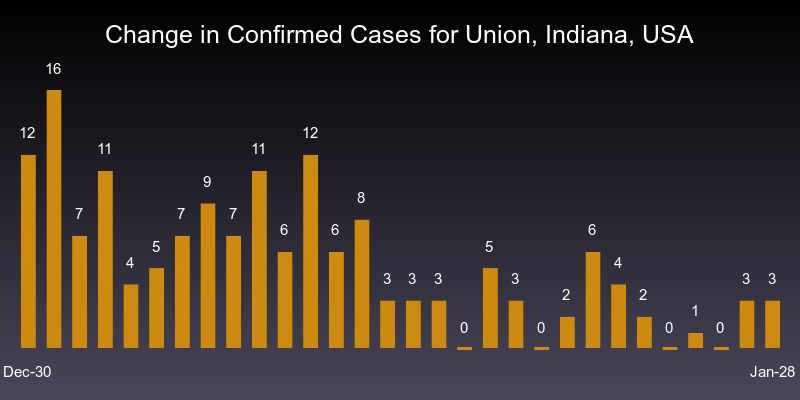 Change in Confirmed Cases for Union, Indiana, USA
12 16 7 11 4 5 7 9 7 11 6 12 6 8 3 3 3 0 5 3 0 2 6 4 2 0 1 0 3 3
Dec-30 Jan-28